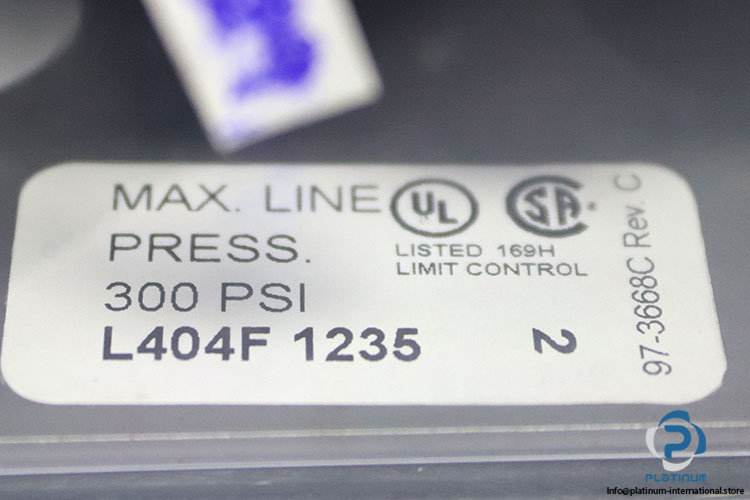 MAX. LINE
PRESS.
300 PSI
L404F 1235
UL
LISTED 169H
LIMIT CONTROL
SA
2
97-3668C Rev. C
PLATINUM
Info@platinum-international.store